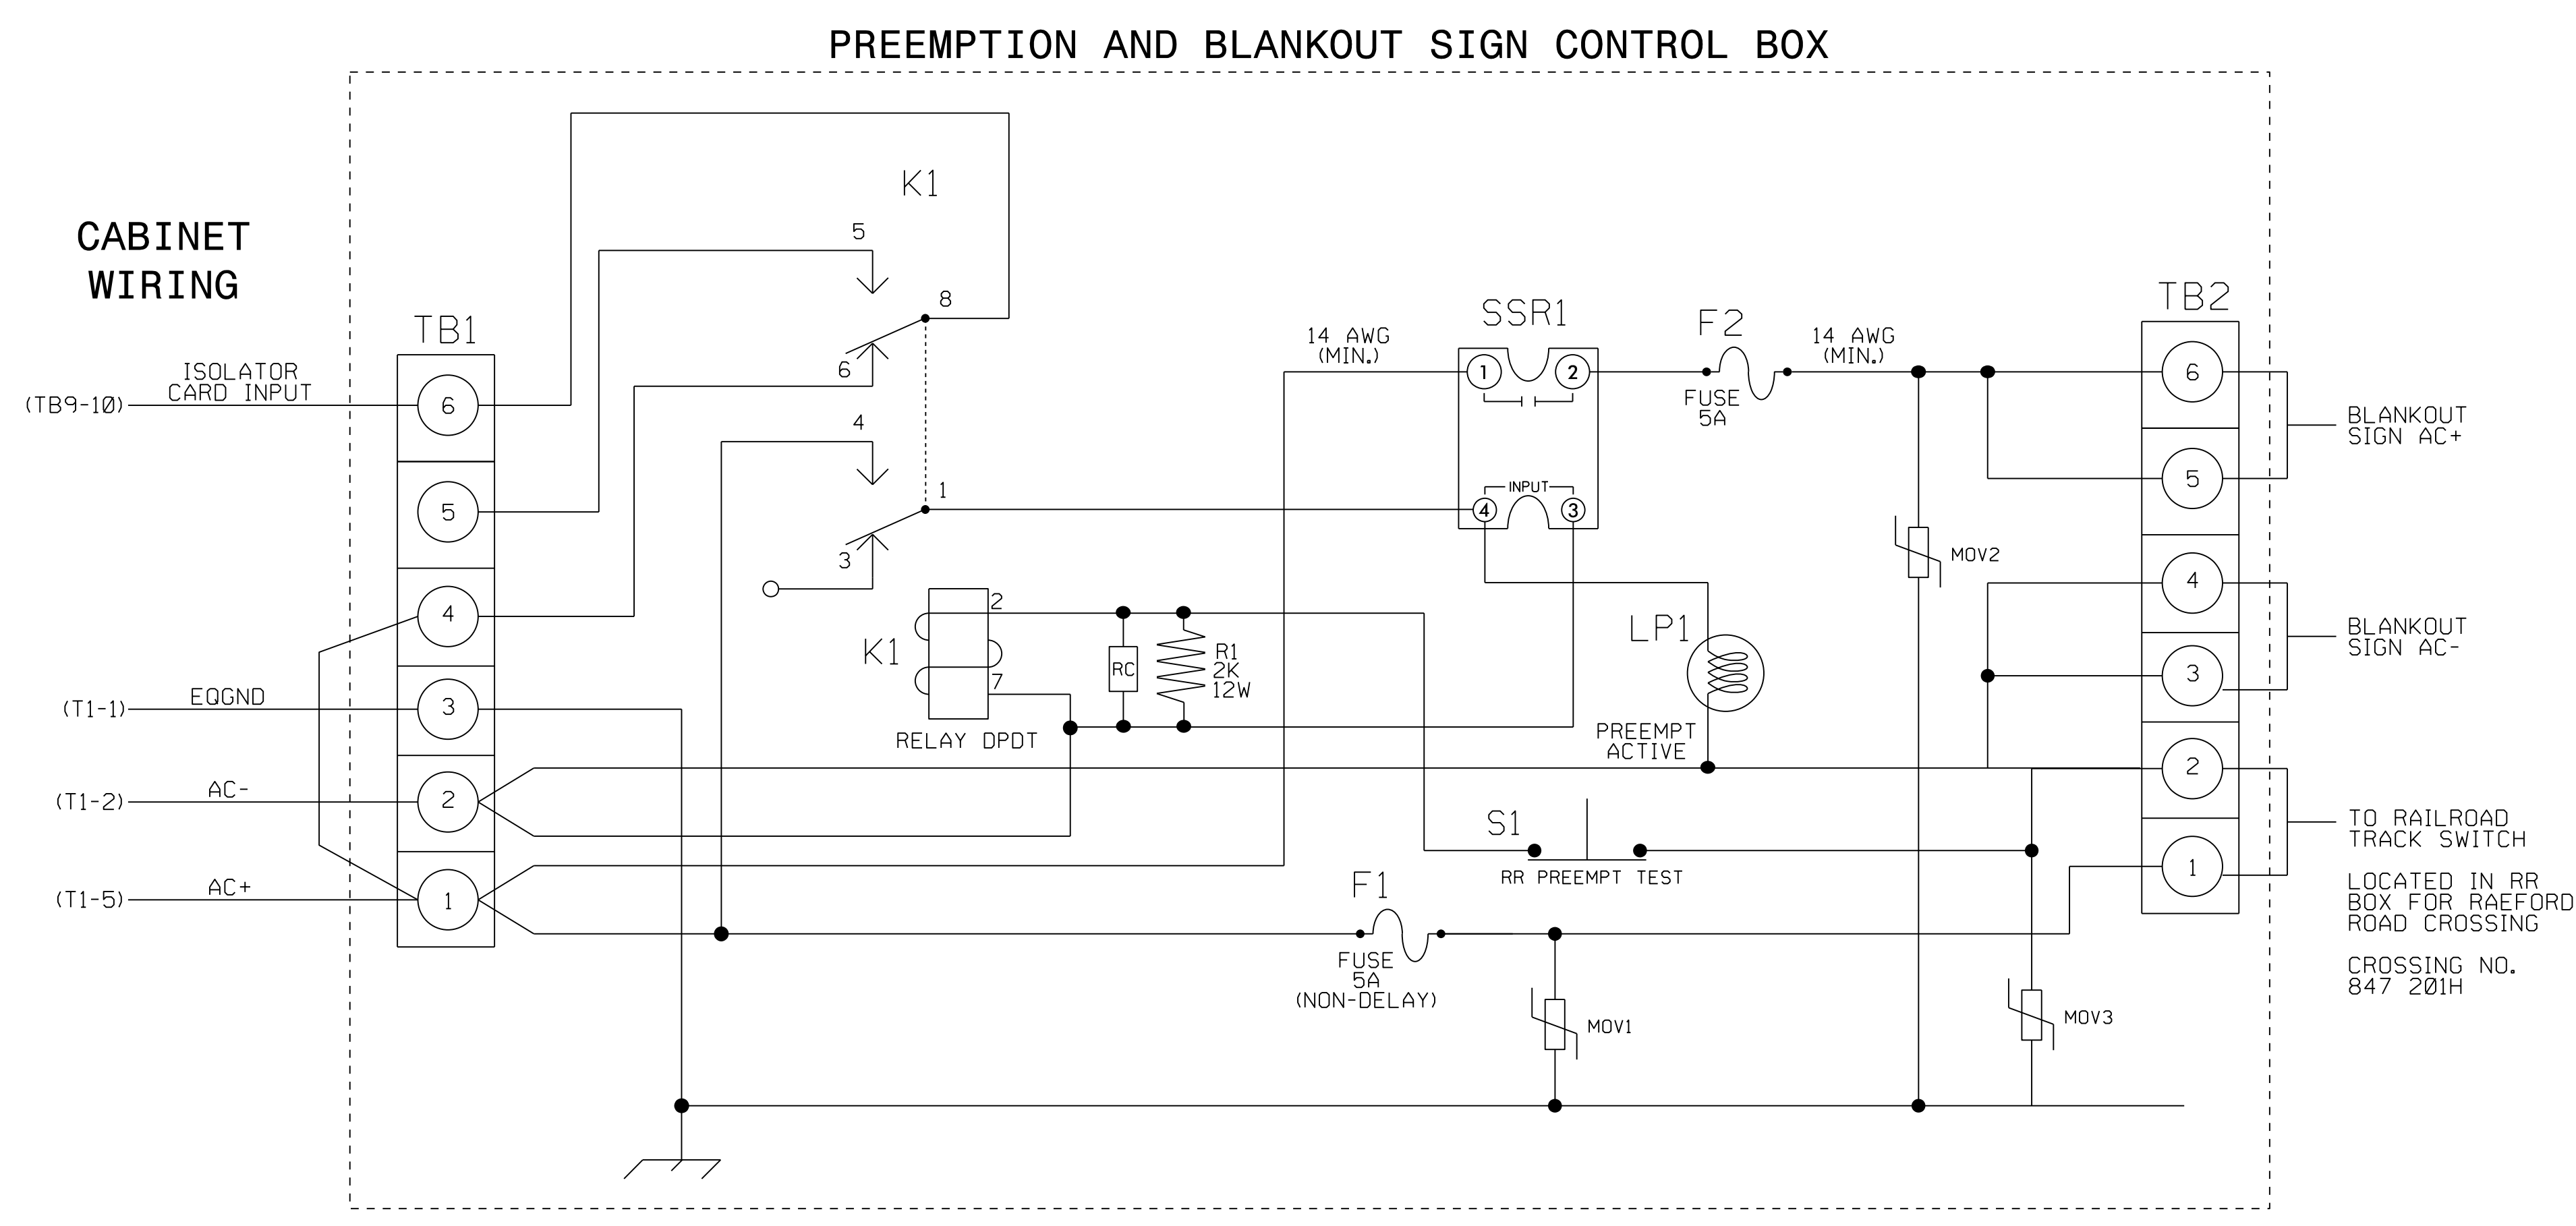 PREEMPTION AND BLANKOUT SIGN CONTROL BOX
CABINET
WIRING
TB1
ISOLATOR
CARD INPUT
(TB9-10)
6
5
4
3
2
1
EQGND
(T1-1)
AC-
(T1-2)
AC+
(T1-5)
K1
5
8
6
4
1
3
K1
2
7
RELAY DPDT
RC
R1
2K
12W
14 AWG
(MIN.)
SSR1
1
2
INPUT
4
3
F2
FUSE
5A
14 AWG
(MIN.)
LP1
PREEMPT
ACTIVE
S1
RR PREEMPT TEST
F1
FUSE
5A
(NON-DELAY)
MOV1
MOV2
MOV3
TB2
6
5
4
3
2
1
BLANKOUT
SIGN AC+
BLANKOUT
SIGN AC-
TO RAILROAD
TRACK SWITCH
LOCATED IN RR
BOX FOR RAEFORD
ROAD CROSSING
CROSSING NO.
847 201H